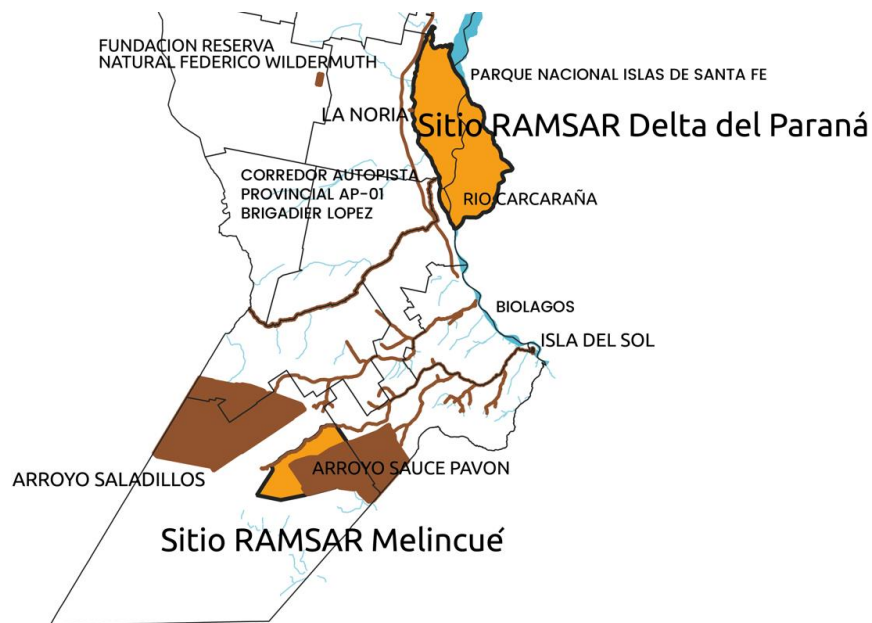 FUNDACION RESERVA
NATURAL FEDERICO WILDERMUTH
PARQUE NACIONAL ISLAS DE SANTA FE
LA NORIA
Sitio RAMSAR Delta del Paraná
CORREDOR AUTOPISTA
PROVINCIAL AP-01
BRIGADIER LOPEZ
RIO CARCARAÑA
BIOLAGOS
ISLA DEL SOL
ARROYO SAUCE PAVON
ARROYO SALADILLOS
Sitio RAMSAR Melincué